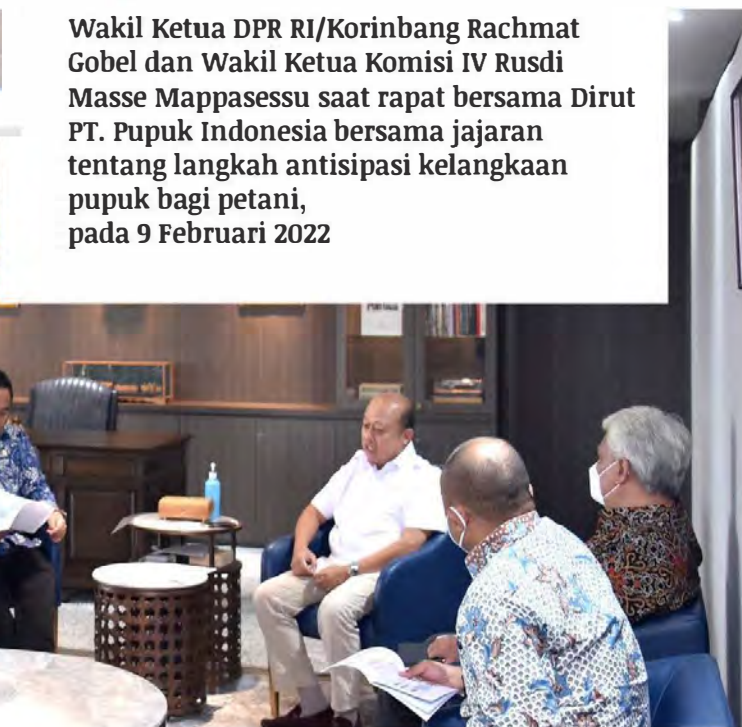 Wakil Ketua DPR RI/Korinbang Rachmat
Gobel dan Wakil Ketua Komisi IV Rusdi
Masse Mappasessu saat rapat bersama Dirut
PT. Pupuk Indonesia bersama jajaran
tentang langkah antisipasi kelangkaan
pupuk bagi petani,
pada 9 Februari 2022